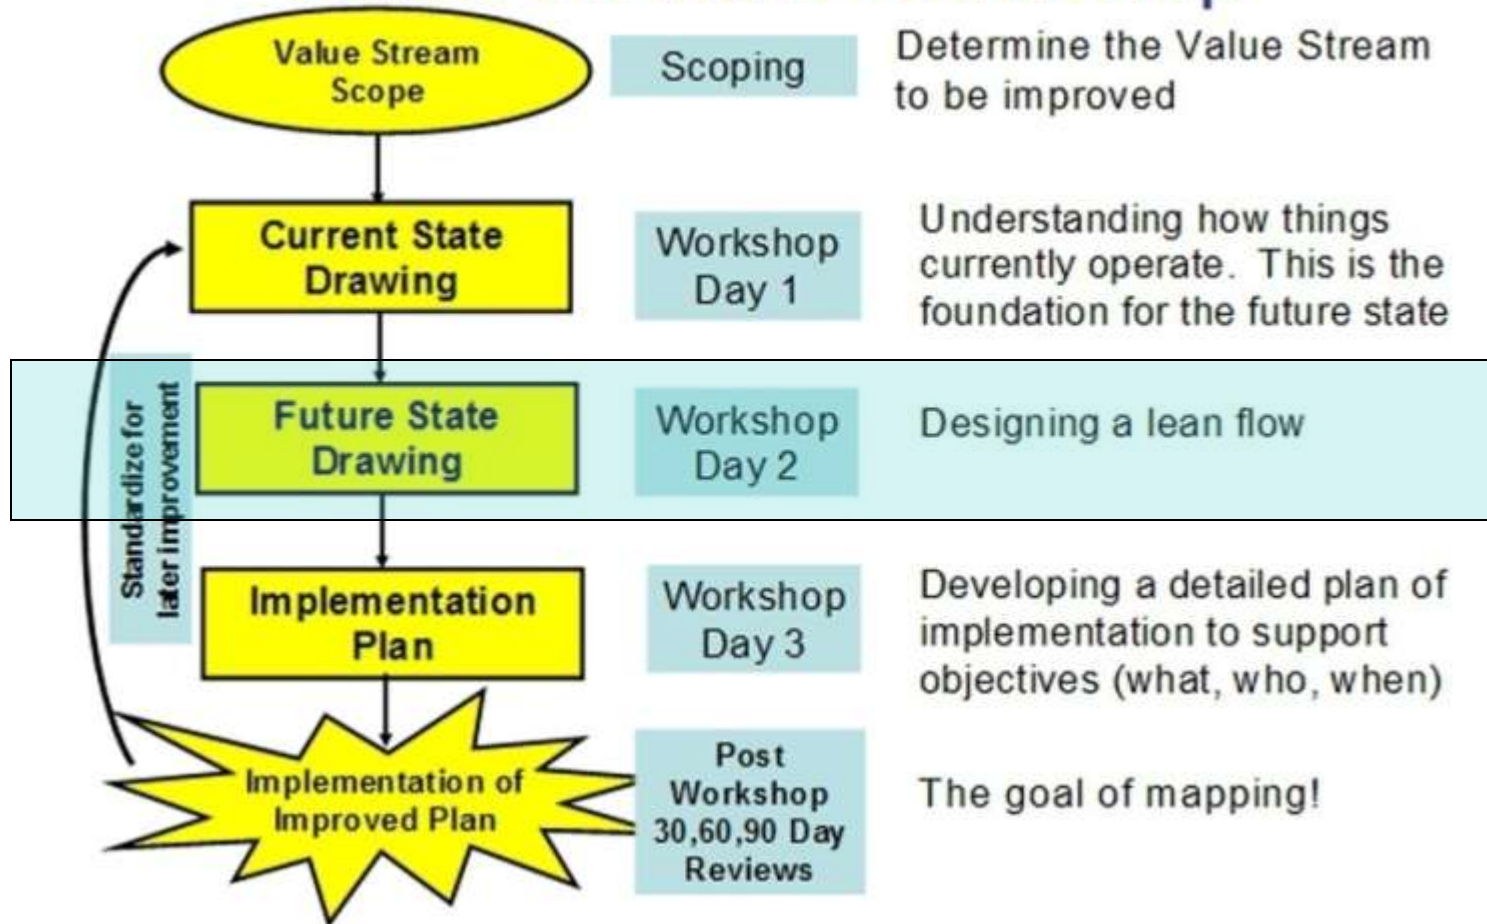 Value Stream
Scope
Scoping
Determine the Value Stream
to be improved
Current State
Drawing
Workshop
Day 1
Understanding how things
currently operate. This is the
foundation for the future state
Standardize for
later improvement
Future State
Drawing
Workshop
Day 2
Designing a lean flow
Implementation
Plan
Workshop
Day 3
Developing a detailed plan of
implementation to support
objectives (what, who, when)
Implementation of
Improved Plan
Post
Workshop
30,60,90 Day
Reviews
The goal of mapping!